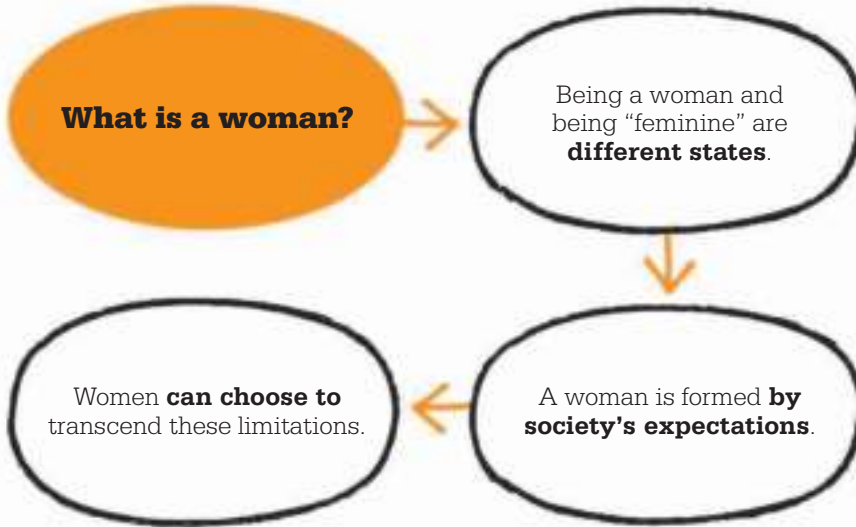 What is a woman?
Being a woman and
being “feminine” are
different states.
A woman is formed by
society’s expectations.
Women can choose to
transcend these limitations.